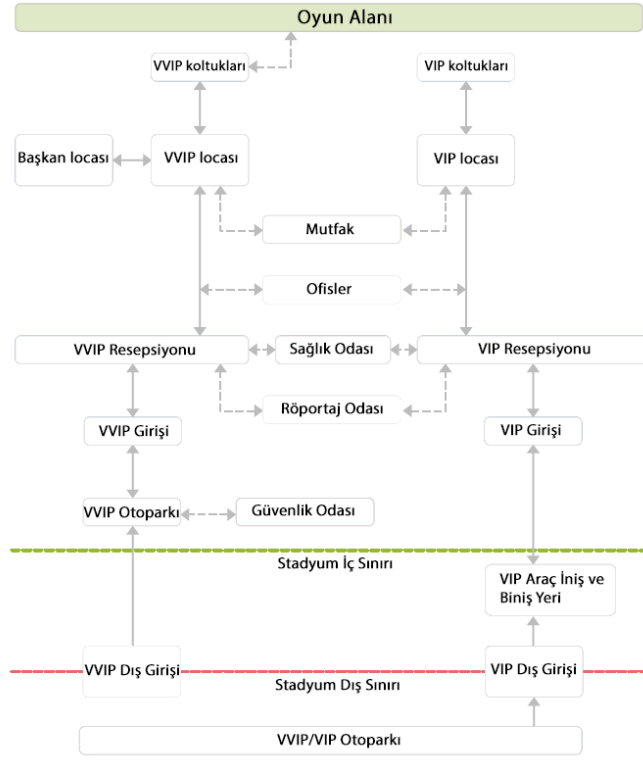 Oyun Alanı
VVIP koltukları
VIP koltukları
Başkan locası
VVIP locası
VIP locası
Mutfak
Ofisler
VVIP Resepsiyonu
Sağlık Odası
VIP Resepsiyonu
Röportaj Odası
VVIP Girişi
VIP Girişi
VVIP Otoparkı
Güvenlik Odası
Stadyum İç Sınırı
VIP Araç İniş ve
Biniş Yeri
VVIP Dış Girişi
VIP Dış Girişi
Stadyum Dış Sınırı
VVIP/VIP Otoparkı